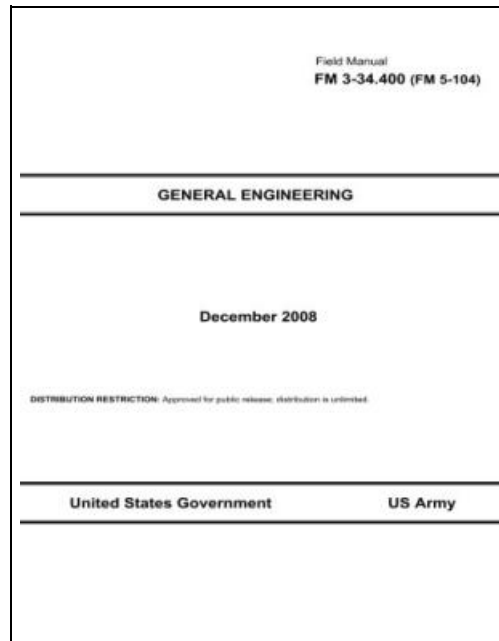 Field Manual
FM 3-34.400 (FM 5-104)
GENERAL ENGINEERING
December 2008
DISTRIBUTION RESTRICTION: Approved for public release; distribution is unlimited.
United States Government US Army